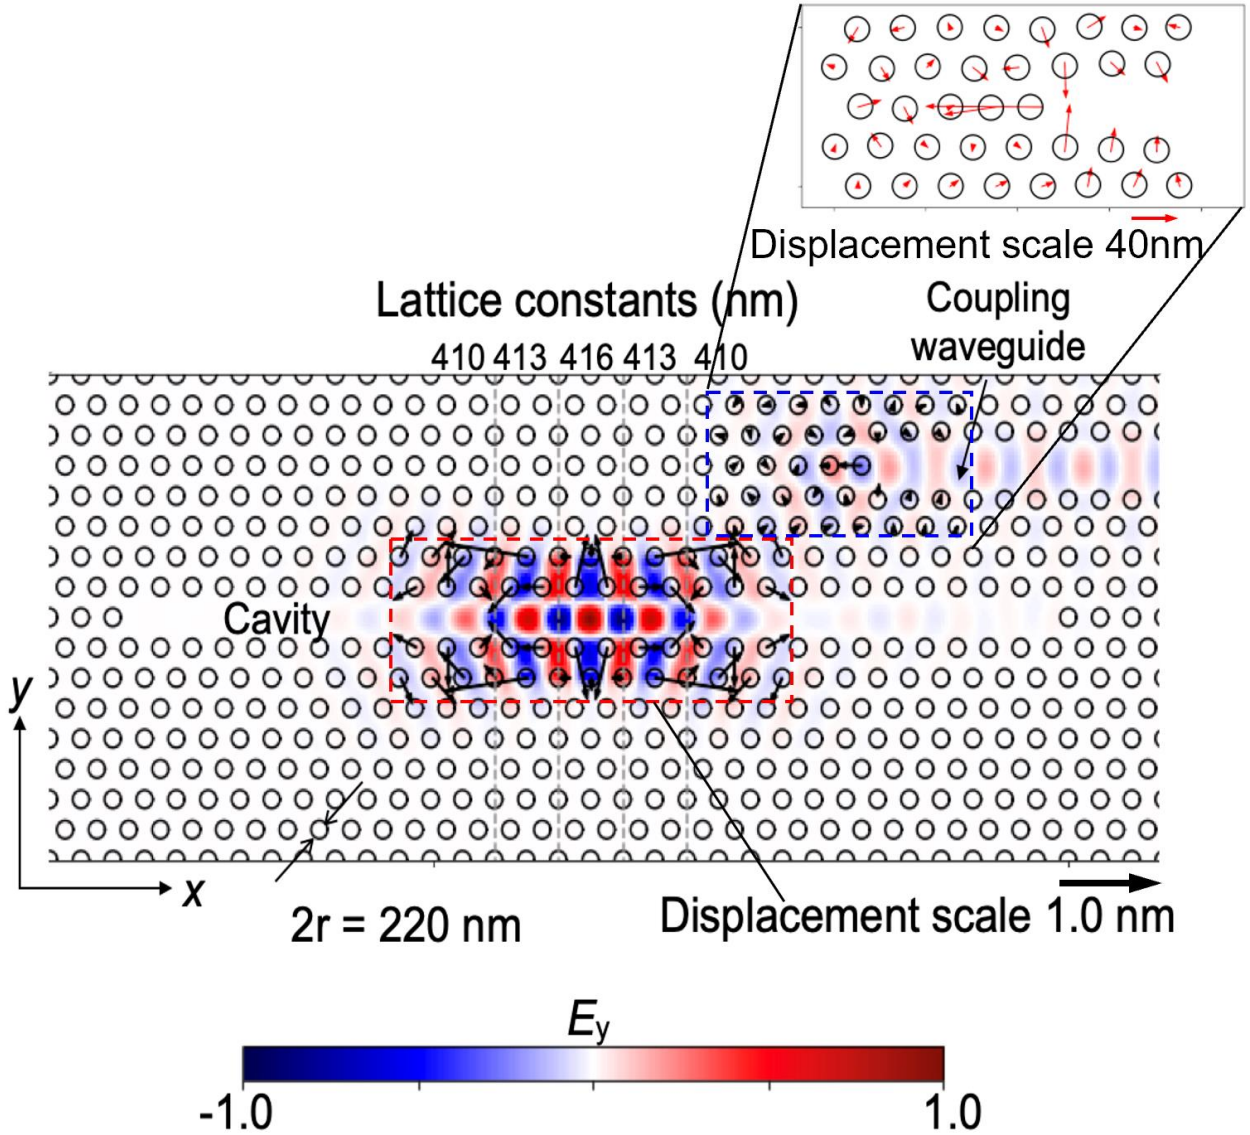 Displacement scale 40nm
Lattice constants (nm)
Coupling
waveguide
410 413 416 413 410
Cavity
y
x
2r = 220 nm
Displacement scale 1.0 nm
Ey
-1.0 1.0